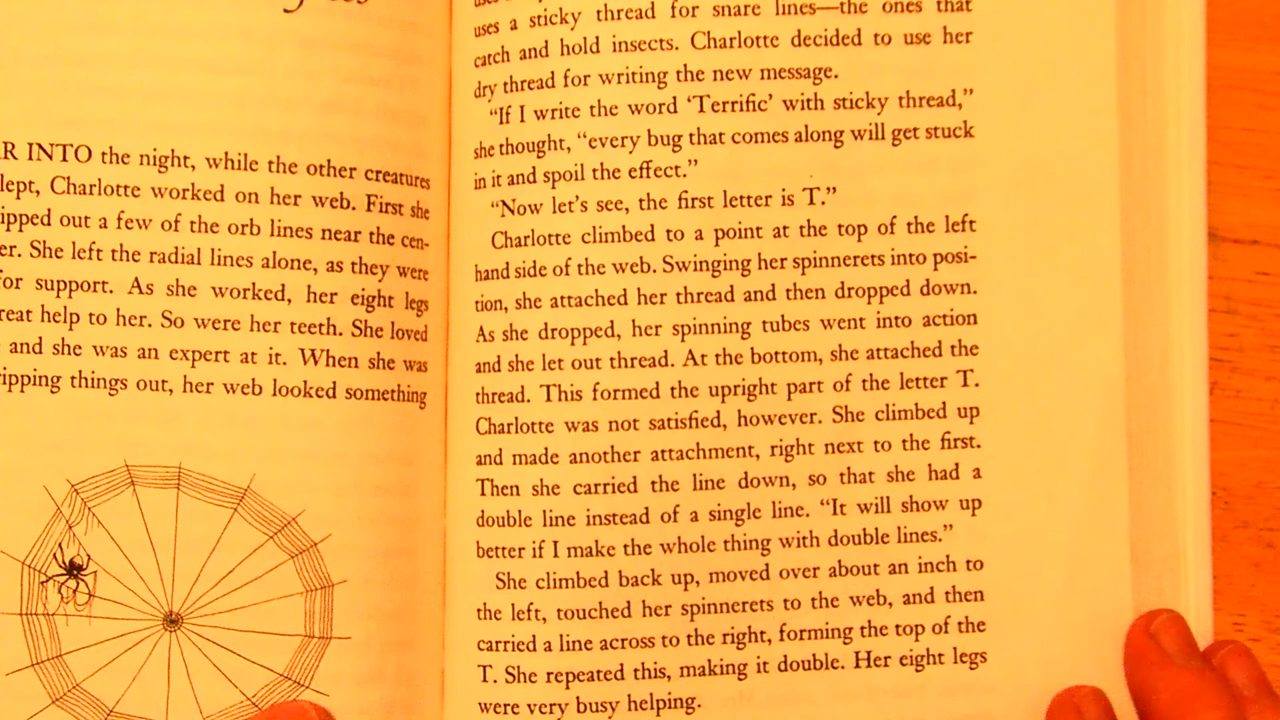 R INTO the night, while the other creatures
lept, Charlotte worked on her web. First she
ipped out a few of the orb lines near the cen-
er. She left the radial lines alone, as they were
for support. As she worked, her eight legs
reat help to her. So were her teeth. She loved
and she was an expert at it. When she was
ripping things out, her web looked something
uses a sticky thread for snare lines—the ones that
catch and hold insects. Charlotte decided to use her
dry thread for writing the new message.
“If I write the word ‘Terrific’ with sticky thread,”
she thought, “every bug that comes along will get stuck
in it and spoil the effect.”
“Now let’s see, the first letter is T.”
Charlotte climbed to a point at the top of the left
hand side of the web. Swinging her spinnerets into posi-
tion, she attached her thread and then dropped down.
As she dropped, her spinning tubes went into action
and she let out thread. At the bottom, she attached the
thread. This formed the upright part of the letter T.
Charlotte was not satisfied, however. She climbed up
and made another attachment, right next to the first.
Then she carried the line down, so that she had a
double line instead of a single line. “It will show up
better if I make the whole thing with double lines.”
She climbed back up, moved over about an inch to
the left, touched her spinnerets to the web, and then
carried a line across to the right, forming the top of the
T. She repeated this, making it double. Her eight legs
were very busy helping.